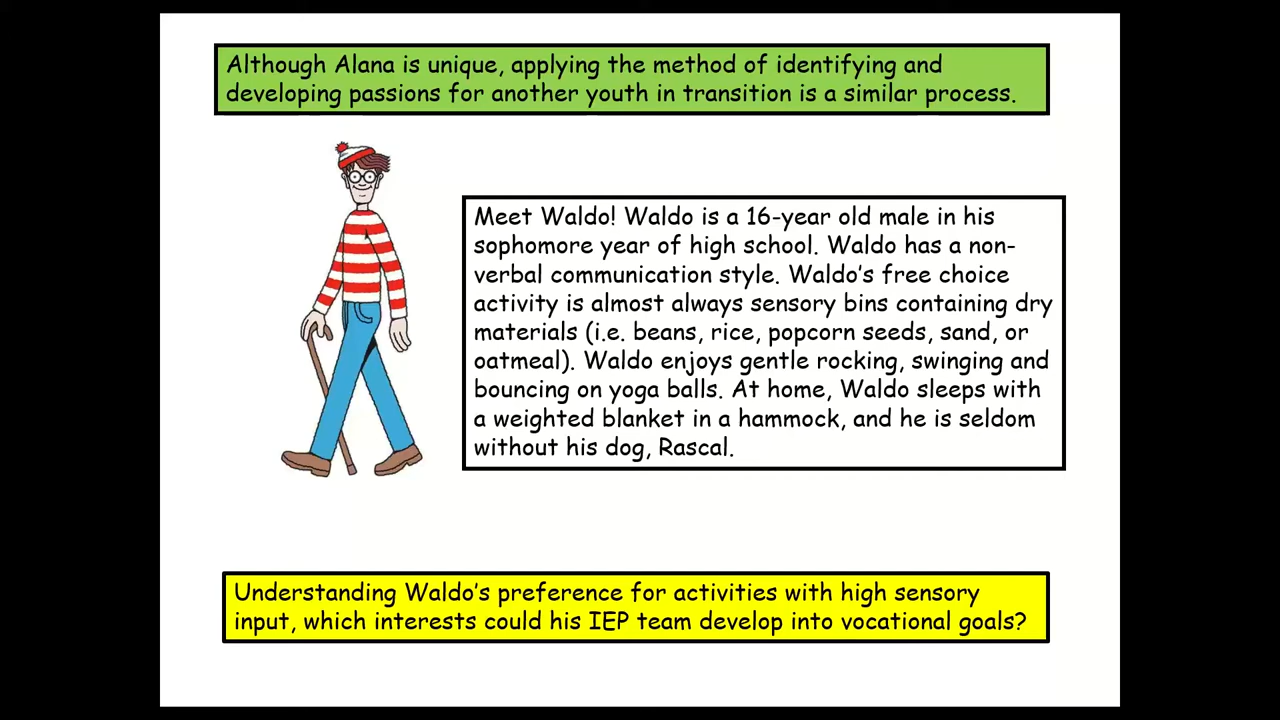 Although Alana is unique, applying the method of identifying and
developing passions for another youth in transition is a similar process.
Meet Waldo! Waldo is a 16-year old male in his
sophomore year of high school. Waldo has a non-
verbal communication style. Waldo's free choice
activity is almost always sensory bins containing dry
materials (i.e. beans, rice, popcorn seeds, sand, or
oatmeal). Waldo enjoys gentle rocking, swinging and
bouncing on yoga balls. At home, Waldo sleeps with
a weighted blanket in a hammock, and he is seldom
without his dog, Rascal.
Understanding Waldo's preference for activities with high sensory
input, which interests could his IEP team develop into vocational goals?